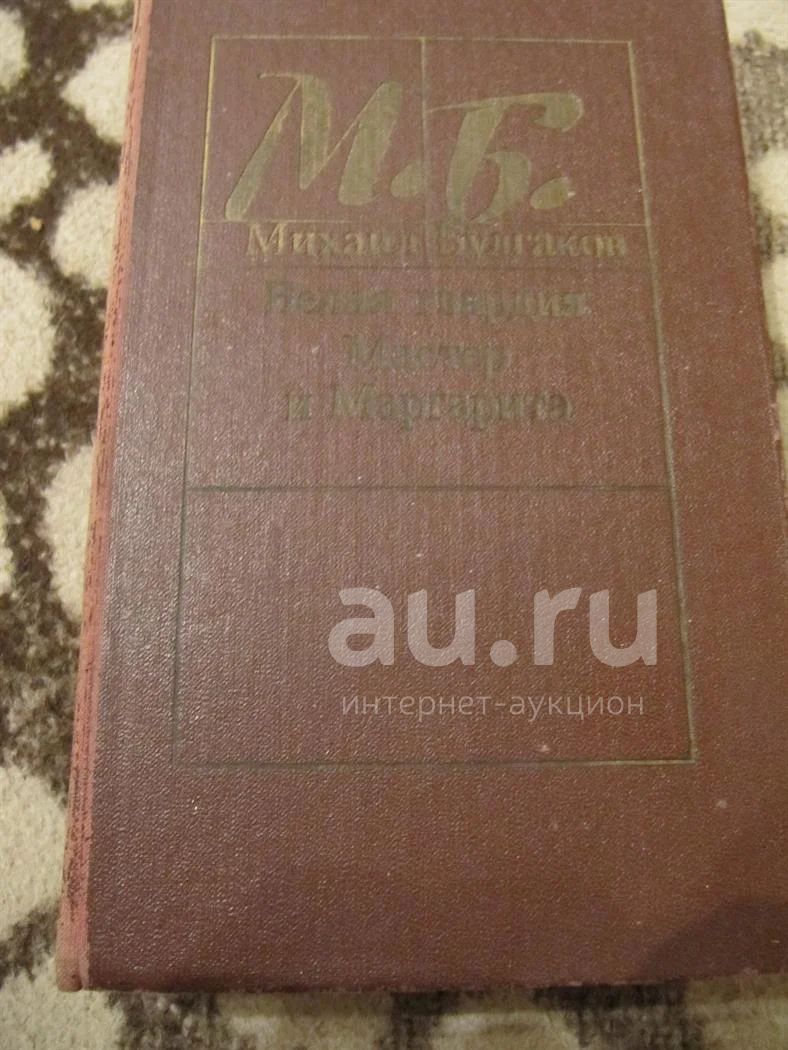 М.Б.
Михаил Булгаков
Белая гвардия
Мастер
и Маргарита
au.ru
интернет-аукцион